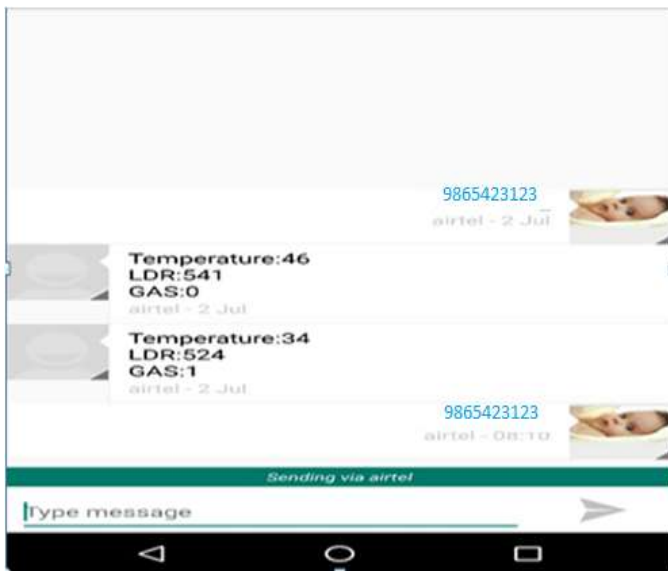 9865423123
airtel - 2 Jul
Temperature:46
LDR:541
GAS:0
airtel - 2 Jul
Temperature:34
LDR:524
GAS:1
airtel - 2 Jul
9865423123
airtel - 08:10
Sending via airtel
Type message